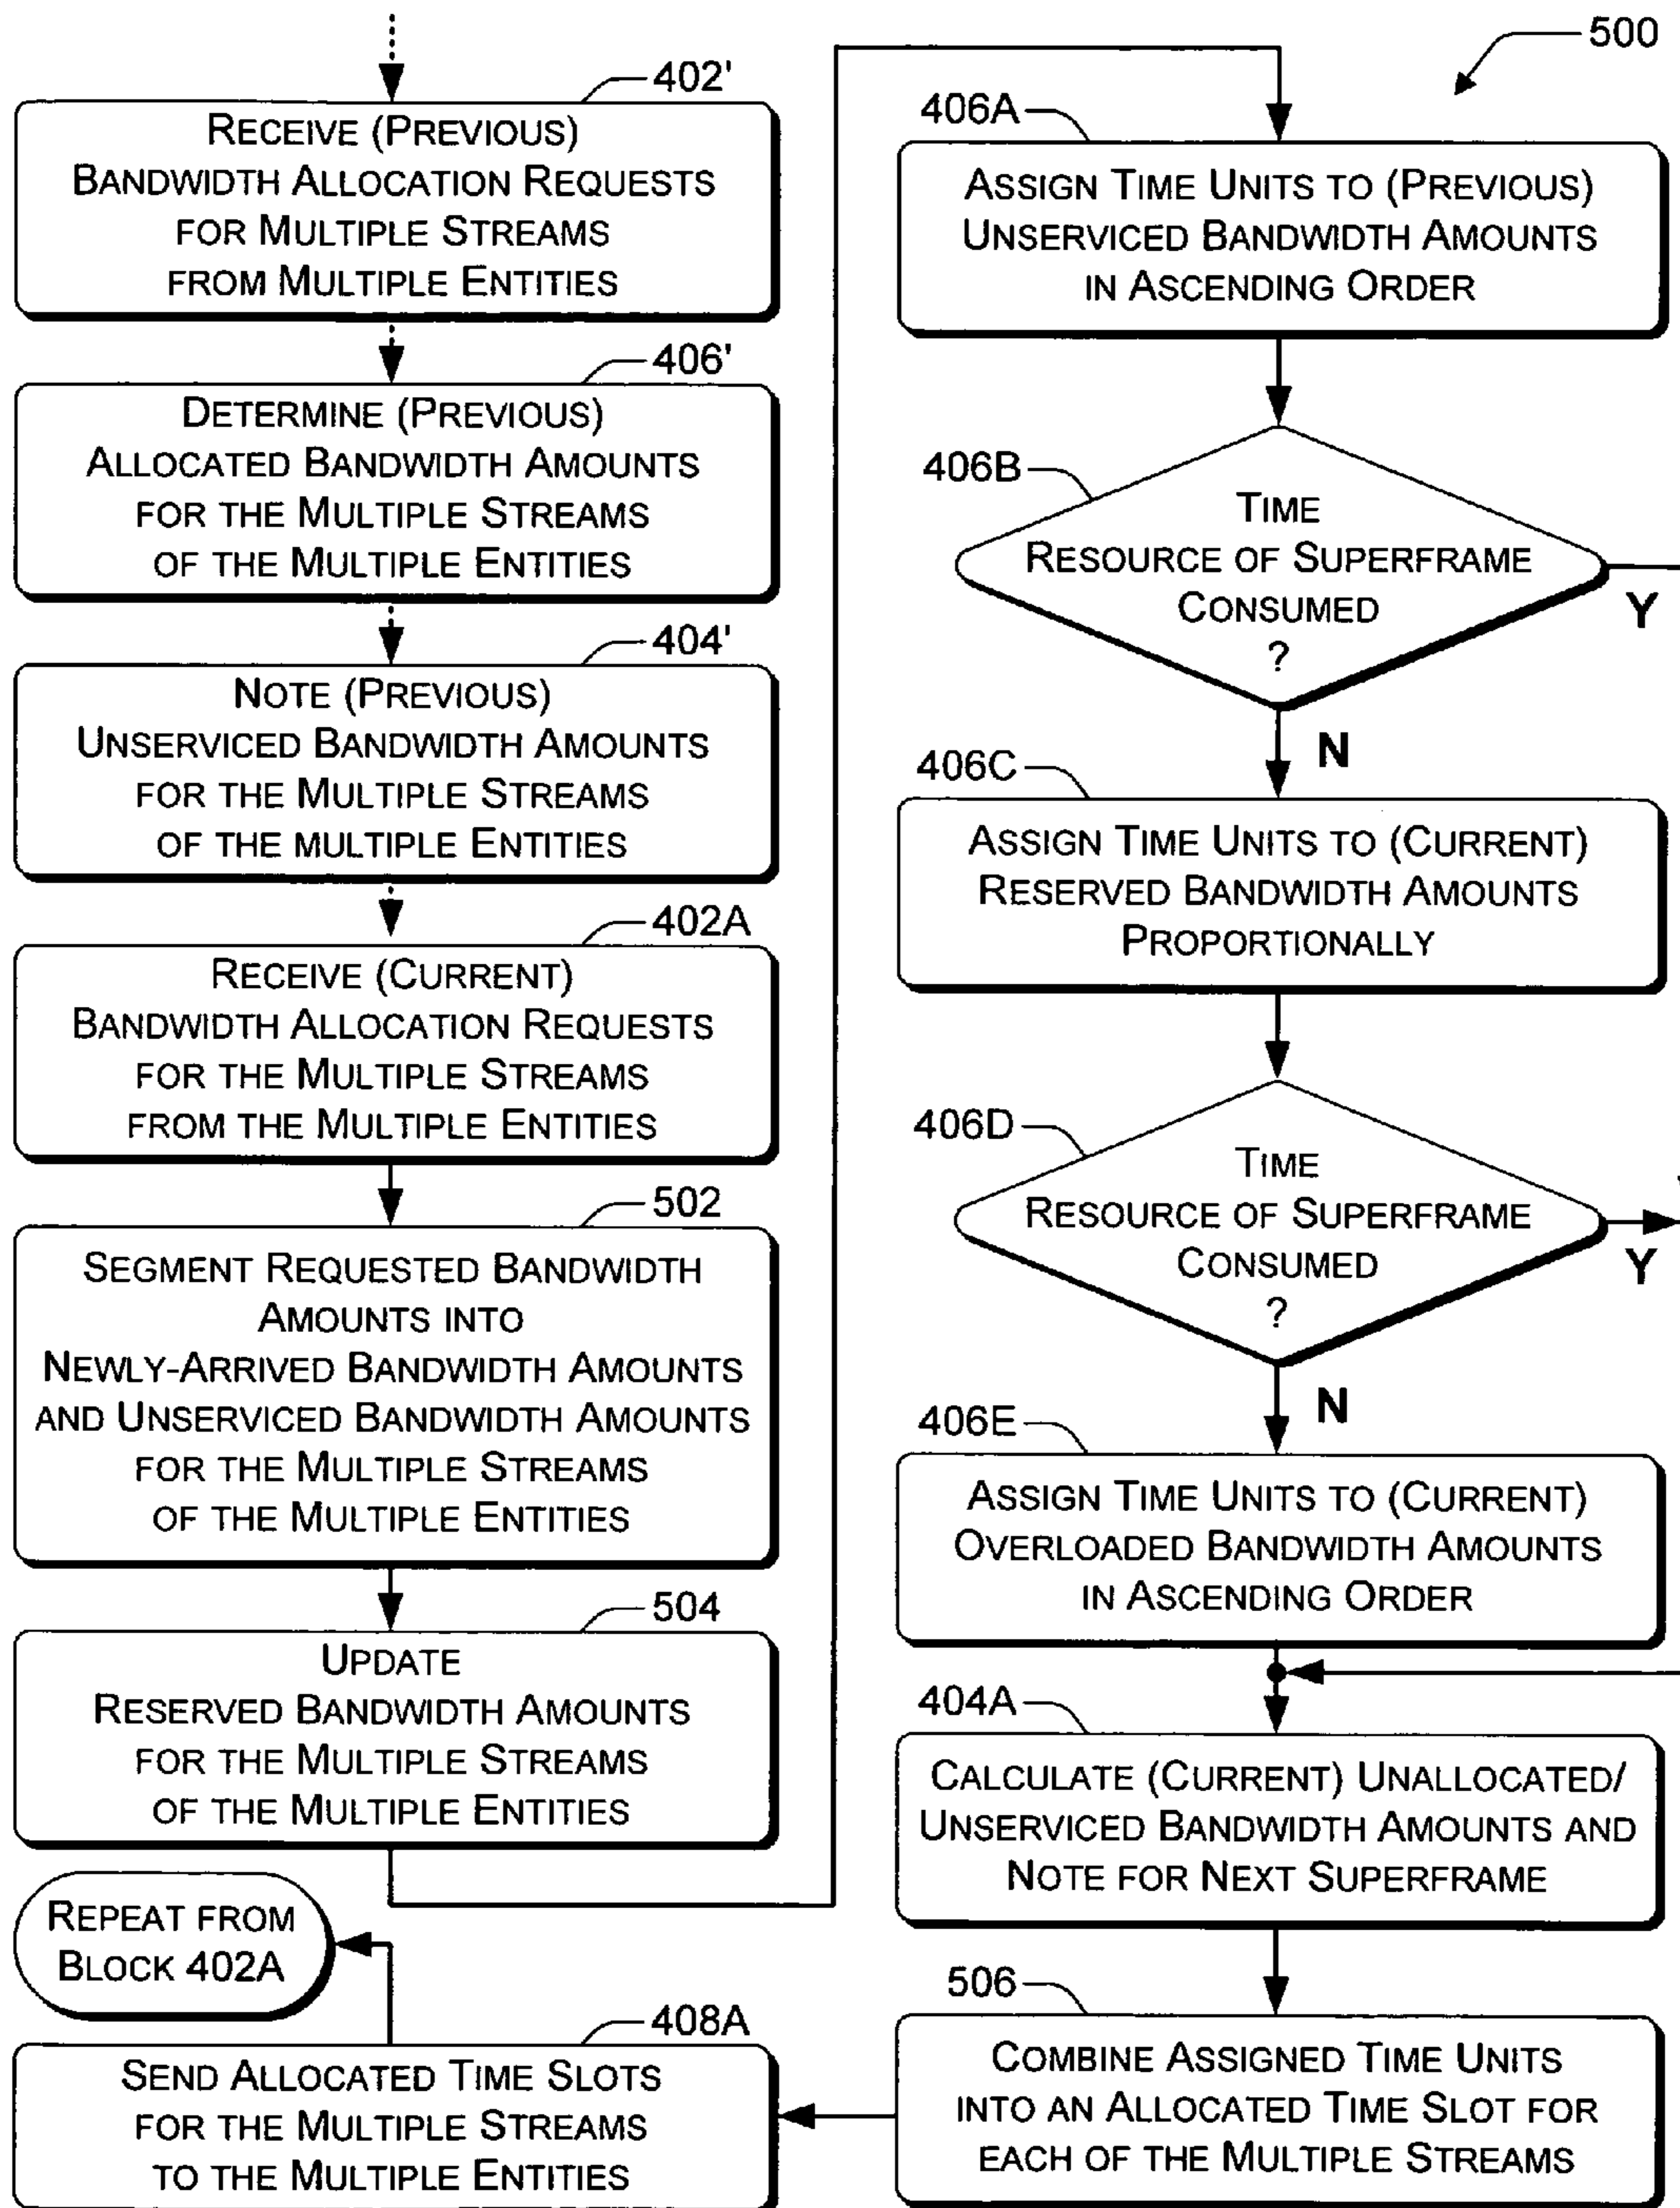 402'
RECEIVE (PREVIOUS)
BANDWIDTH ALLOCATION REQUESTS
FOR MULTIPLE STREAMS
FROM MULTIPLE ENTITIES
406'
DETERMINE (PREVIOUS)
ALLOCATED BANDWIDTH AMOUNTS
FOR THE MULTIPLE STREAMS
OF THE MULTIPLE ENTITIES
404'
NOTE (PREVIOUS)
UNSERVICED BANDWIDTH AMOUNTS
FOR THE MULTIPLE STREAMS
OF THE MULTIPLE ENTITIES
402A
RECEIVE (CURRENT)
BANDWIDTH ALLOCATION REQUESTS
FOR THE MULTIPLE STREAMS
FROM THE MULTIPLE ENTITIES
502
SEGMENT REQUESTED BANDWIDTH
AMOUNTS INTO
NEWLY-ARRIVED BANDWIDTH AMOUNTS
AND UNSERVICED BANDWIDTH AMOUNTS
FOR THE MULTIPLE STREAMS
OF THE MULTIPLE ENTITIES
504
UPDATE
RESERVED BANDWIDTH AMOUNTS
FOR THE MULTIPLE STREAMS
OF THE MULTIPLE ENTITIES
500
406A
ASSIGN TIME UNITS TO (PREVIOUS)
UNSERVICED BANDWIDTH AMOUNTS
IN ASCENDING ORDER
406B
TIME
RESOURCE OF SUPERFRAME
CONSUMED
?
Y
N
406C
ASSIGN TIME UNITS TO (CURRENT)
RESERVED BANDWIDTH AMOUNTS
PROPORTIONALLY
406D
TIME
RESOURCE OF SUPERFRAME
CONSUMED
?
Y
N
406E
ASSIGN TIME UNITS TO (CURRENT)
OVERLOADED BANDWIDTH AMOUNTS
IN ASCENDING ORDER
404A
CALCULATE (CURRENT) UNALLOCATED/
UNSERVICED BANDWIDTH AMOUNTS AND
NOTE FOR NEXT SUPERFRAME
506
COMBINE ASSIGNED TIME UNITS
INTO AN ALLOCATED TIME SLOT FOR
EACH OF THE MULTIPLE STREAMS
408A
SEND ALLOCATED TIME SLOTS
FOR THE MULTIPLE STREAMS
TO THE MULTIPLE ENTITIES
REPEAT FROM
BLOCK 402A